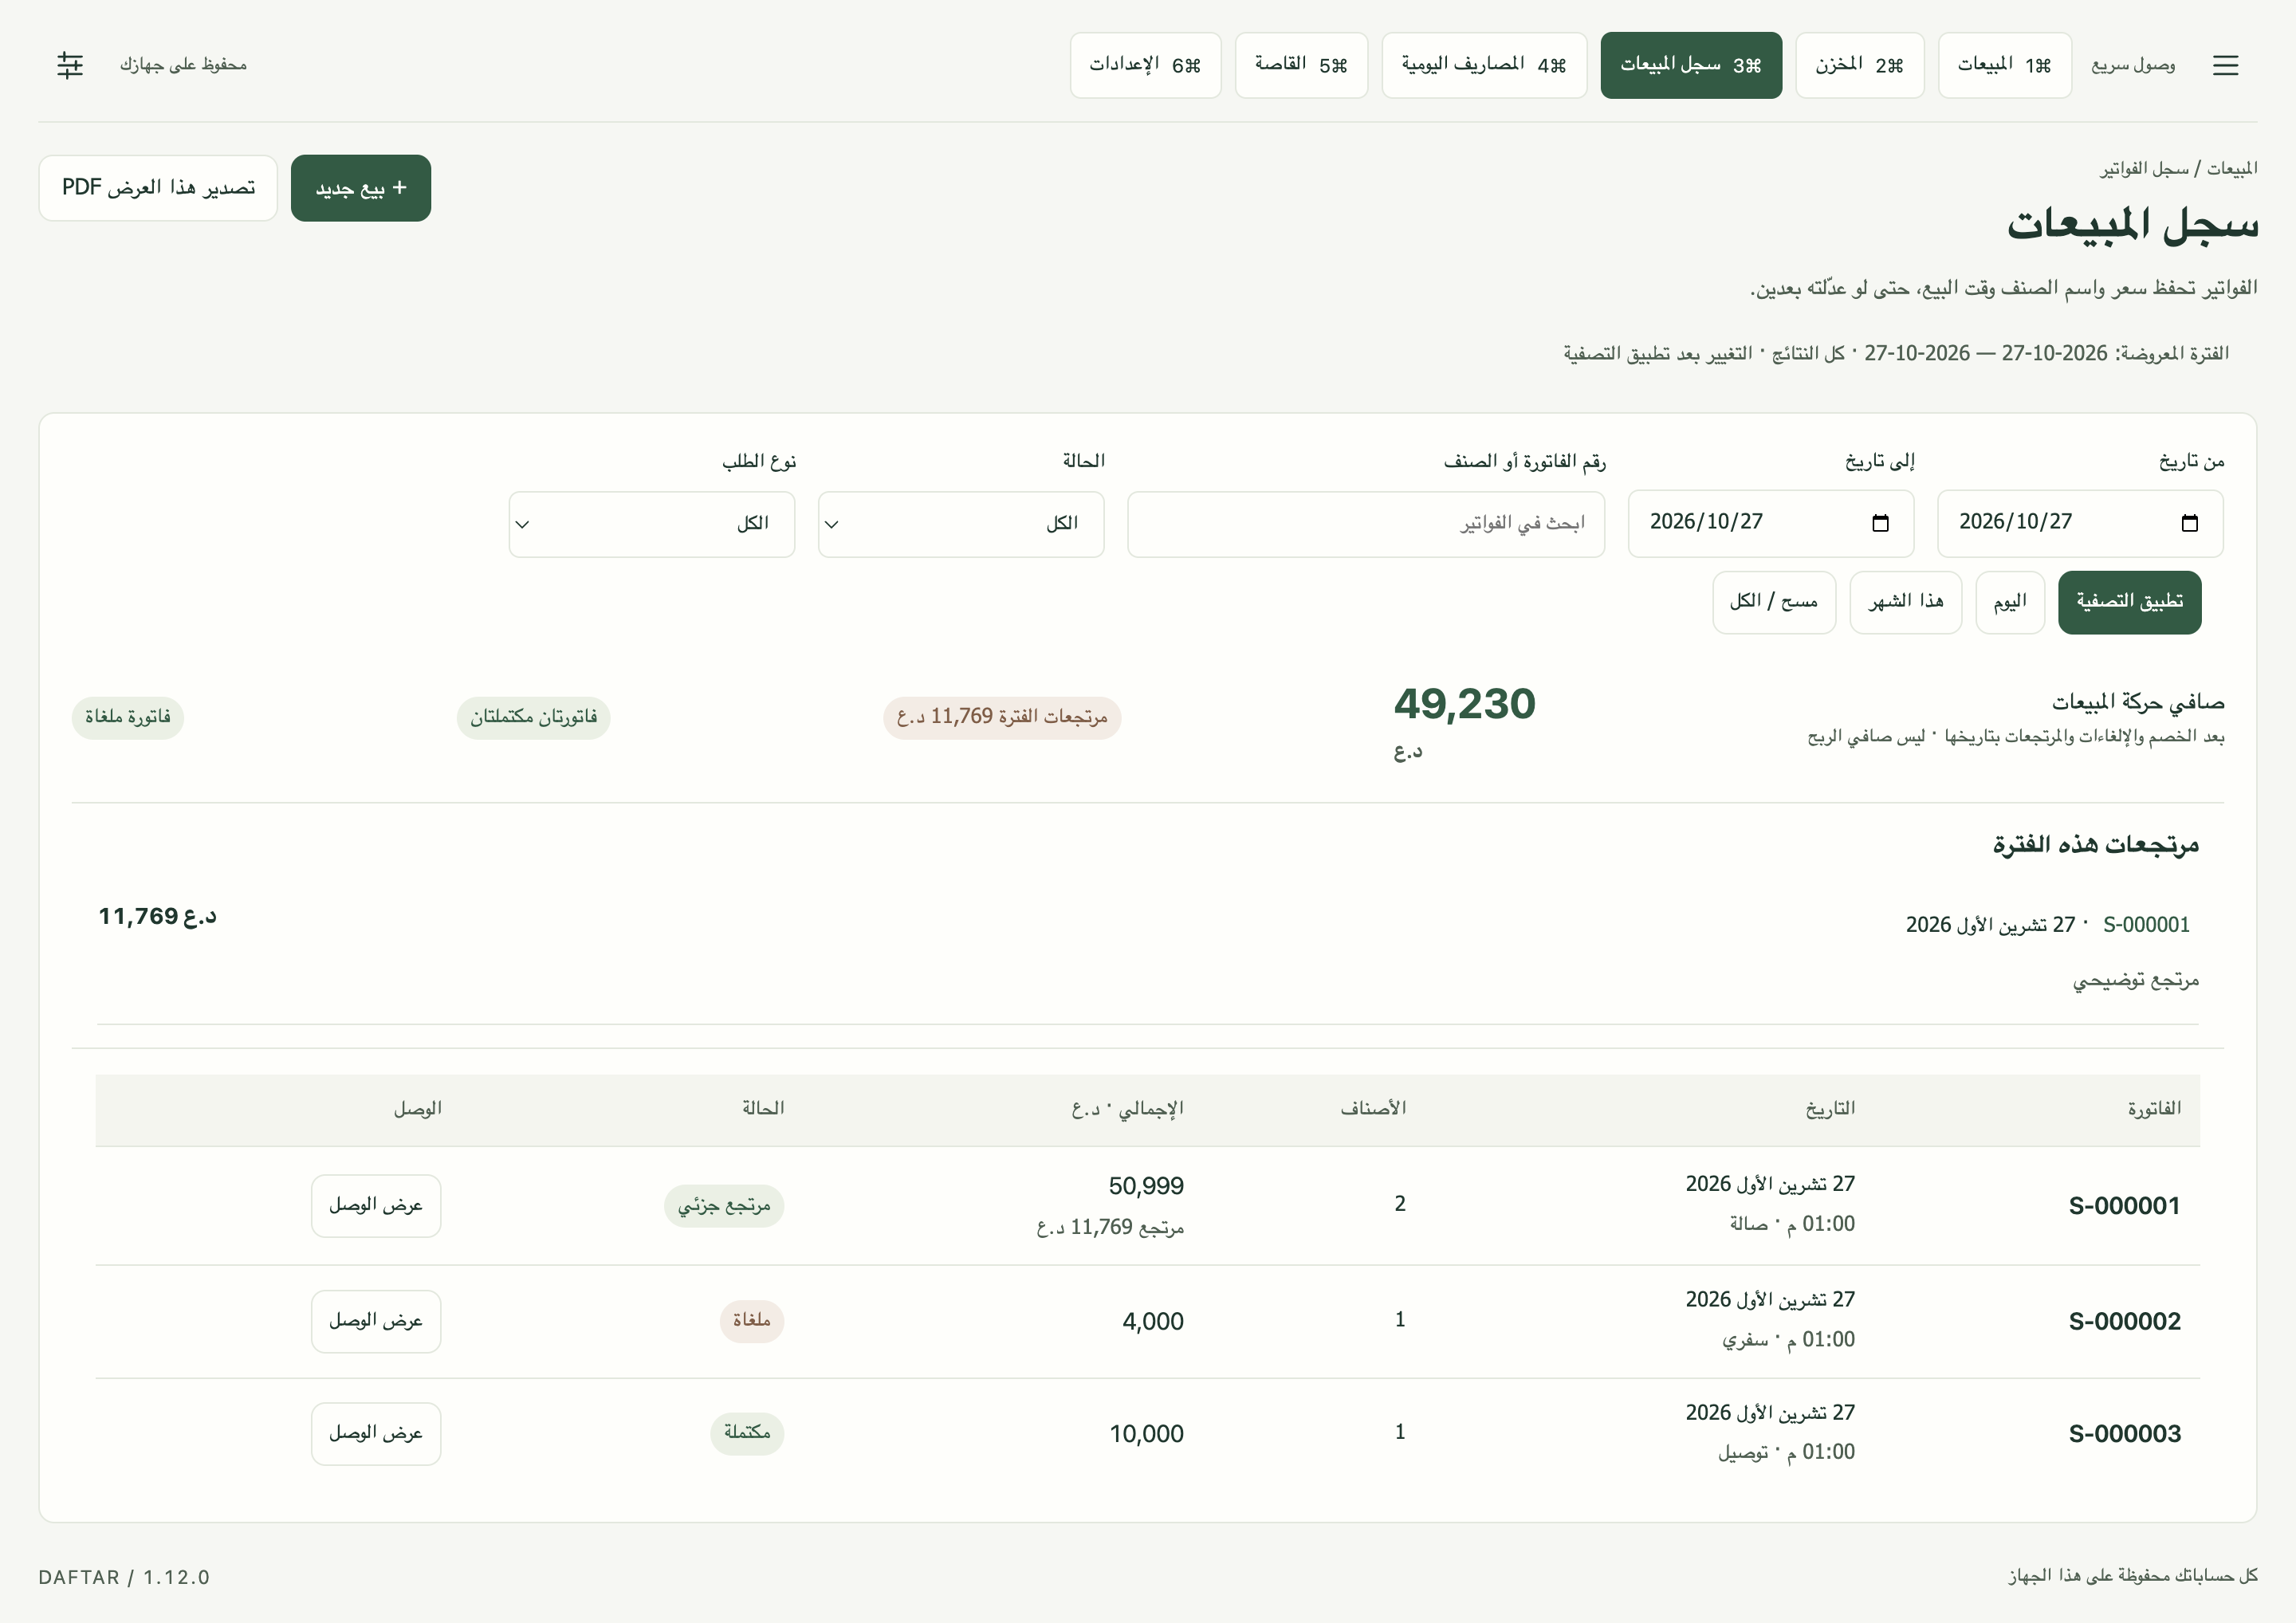 وصول سريع
⌘1 المبيعات
⌘2 المخزن
⌘3 سجل المبيعات
⌘4 المصاريف اليومية
⌘5 القاصة
⌘6 الإعدادات
محفوظ على جهازك
المبيعات / سجل الفواتير
سجل المبيعات
+ بيع جديد
تصدير هذا العرض PDF
الفواتير تحفظ سعر واسم الصنف وقت البيع، حتى لو عدّلته بعدين.
الفترة المعروضة: 2026-10-27 — 2026-10-27 · كل النتائج · التغيير بعد تطبيق التصفية
من تاريخ
إلى تاريخ
رقم الفاتورة أو الصنف
الحالة
نوع الطلب
2026/10/27
2026/10/27
ابحث في الفواتير
الكل
الكل
تطبيق التصفية
اليوم
هذا الشهر
مسح / الكل
صافي حركة المبيعات
بعد الخصم والإلغاءات والمرتجعات بتاريخها · ليس صافي الربح
49,230
د.ع
مرتجعات الفترة 11,769 د.ع
فاتورتان مكتملتان
فاتورة ملغاة
مرتجعات هذه الفترة
S-000001 · 27 تشرين الأول 2026
د.ع 11,769
مرتجع توضيحي
الفاتورة التاريخ الأصناف الإجمالي · د.ع الحالة الوصل
S-000001
27 تشرين الأول 2026
01:00 م · صالة
2
50,999
مرتجع 11,769 د.ع
مرتجع جزئي
عرض الوصل
S-000002
27 تشرين الأول 2026
01:00 م · سفري
1
4,000
ملغاة
عرض الوصل
S-000003
27 تشرين الأول 2026
01:00 م · توصيل
1
10,000
مكتملة
عرض الوصل
كل حساباتك محفوظة على هذا الجهاز
DAFTAR / 1.12.0